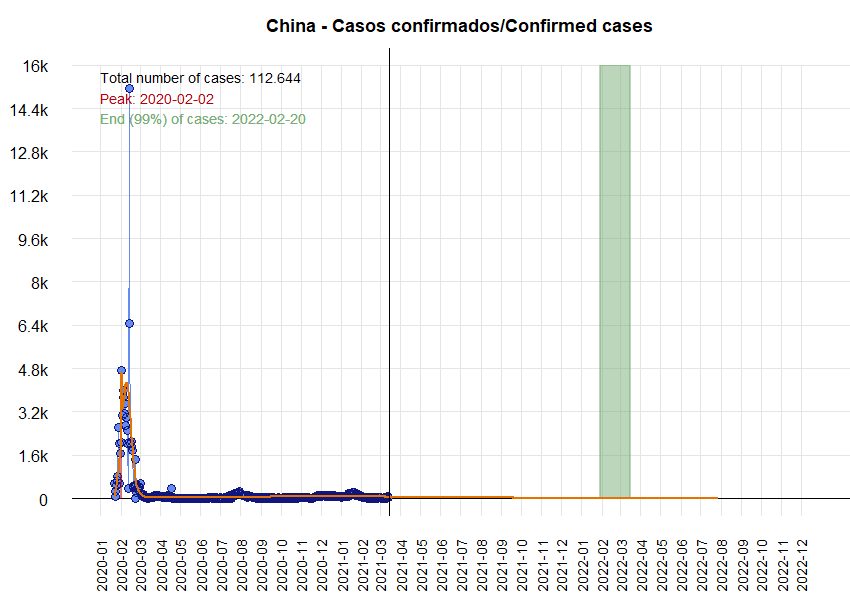 China - Casos confirmados/Confirmed cases
Total number of cases: 112.644
Peak: 2020-02-02
End (99%) of cases: 2022-02-20
16k
14.4k
12.8k
11.2k
9.6k
8k
6.4k
4.8k
3.2k
1.6k
0
2020-01
2020-02
2020-03
2020-04
2020-05
2020-06
2020-07
2020-08
2020-09
2020-10
2020-11
2020-12
2021-01
2021-02
2021-03
2021-04
2021-05
2021-06
2021-07
2021-08
2021-09
2021-10
2021-11
2021-12
2022-01
2022-02
2022-03
2022-04
2022-05
2022-06
2022-07
2022-08
2022-09
2022-10
2022-11
2022-12